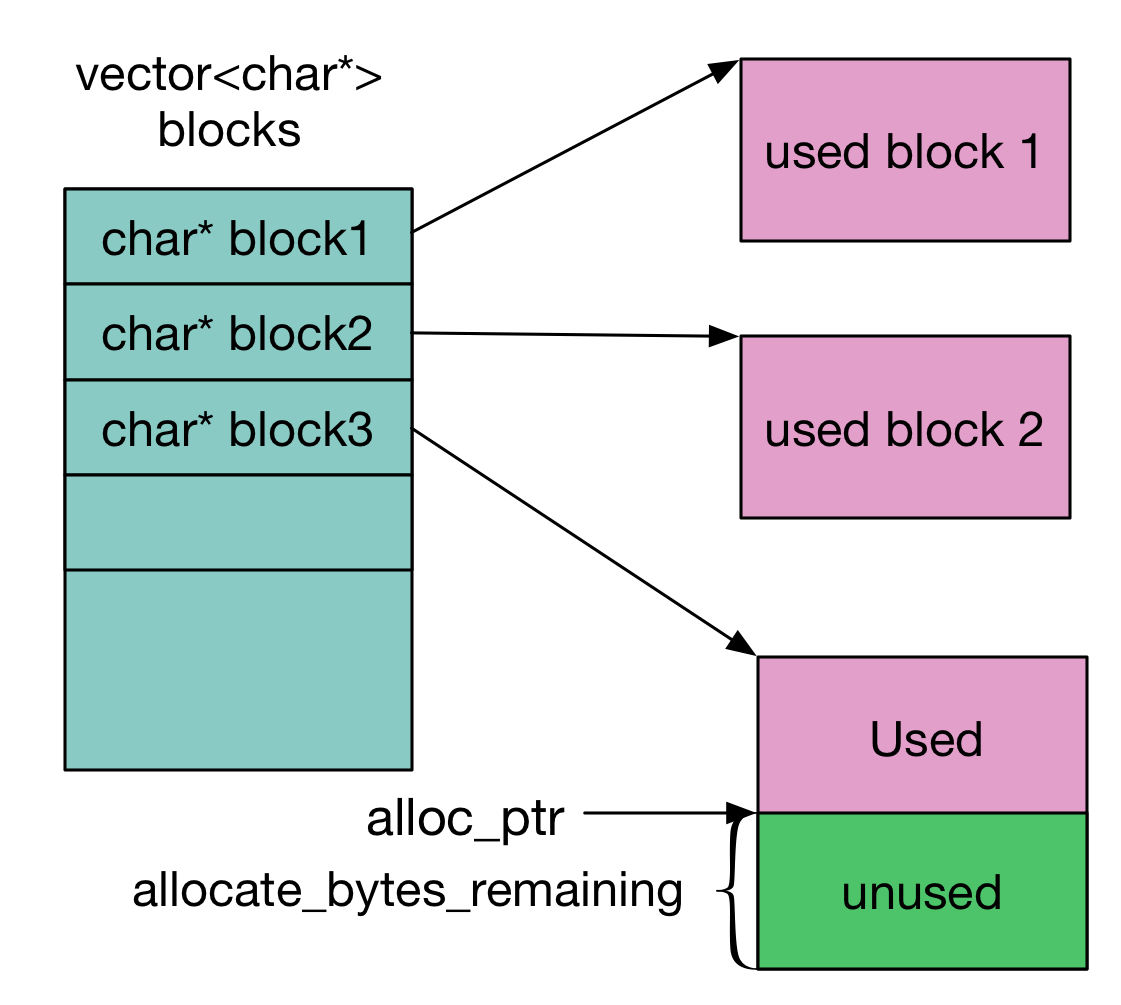 vector<char*>
blocks
char* block1
char* block2
char* block3
used block 1
used block 2
Used
alloc_ptr
allocate_bytes_remaining
unused